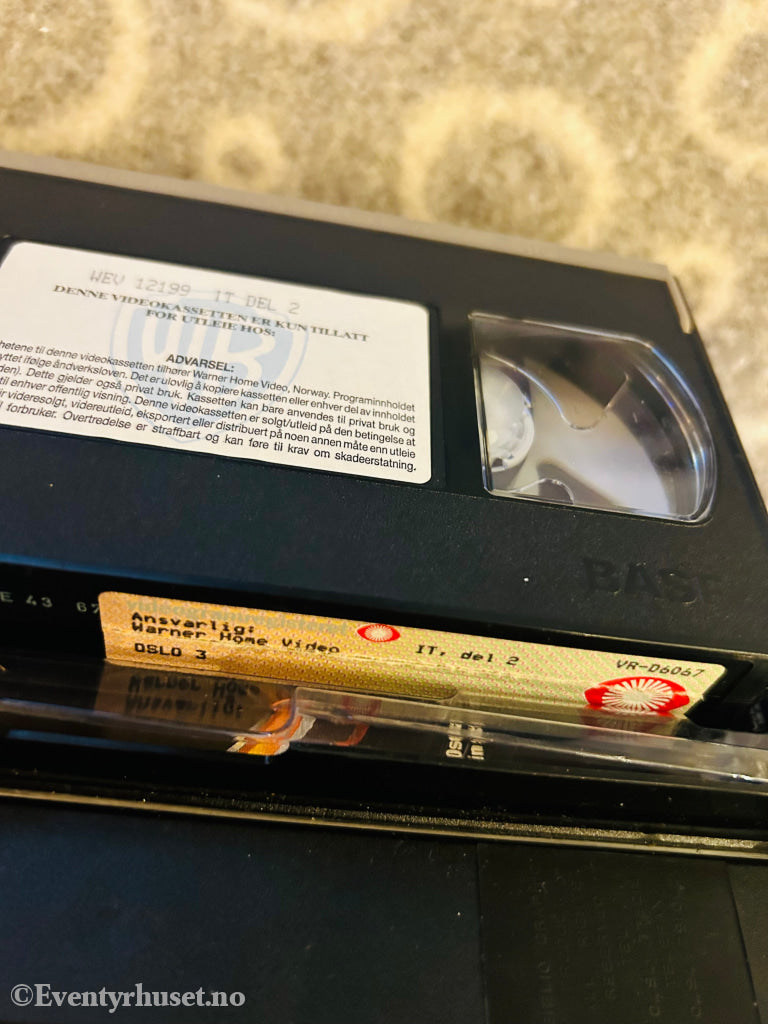 WEV 12199 IT DEL 2
DENNE VIDEOKASSETTEN ER KUN TILLATT
FOR UTLEIE HOS:
ADVARSEL:
til denne videokassetten tilhører Warner Home Video, Norway. Programinnholdet
ifølge åndverksloven. Det er ulovlig å kopiere kassetten eller enhver del av innholdet
Dette gjelder også privat bruk. Kassetten kan bare anvendes til privat bruk og
til enhver offentlig visning. Denne videokassetten er solgt/utleid på den betingelse at
videresolgt, videreutleid, eksportert eller distribuert på noen annen måte enn utleie
forbruker. Overtredelse er straffbart og kan føre til krav om skadeerstatning.
BASF
E 43 67
Ansvarlig:
Warner Home Video
OSLO 3
IT, del 2
VR-D6067
©Eventyrhuset.no